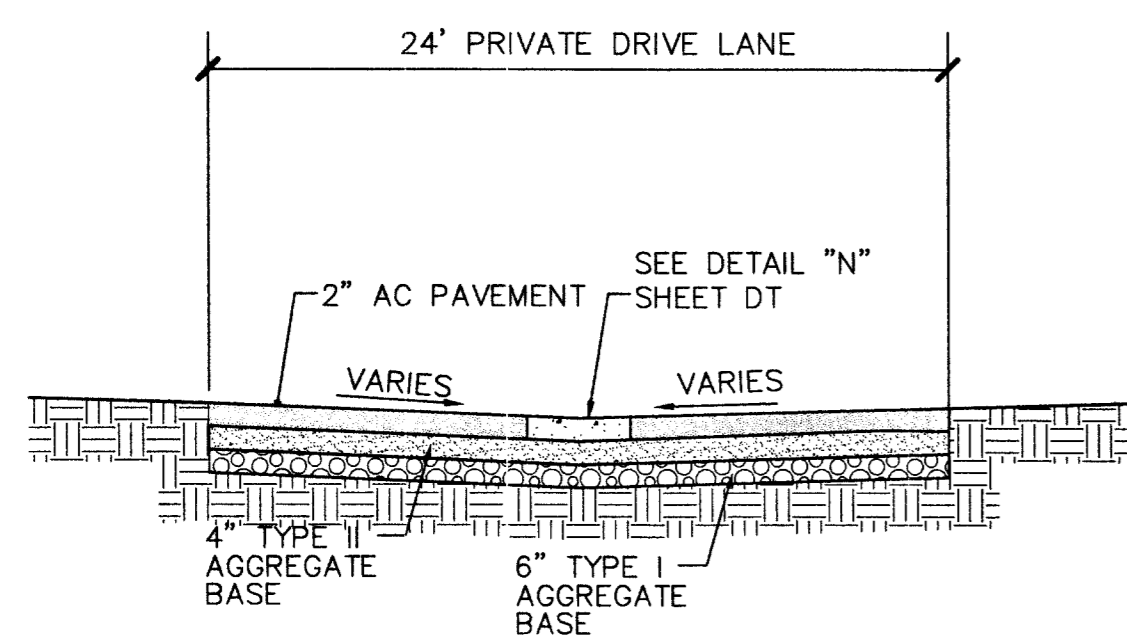 24' PRIVATE DRIVE LANE
SEE DETAIL "N"
SHEET DT
2" AC PAVEMENT
VARIES
VARIES
4" TYPE II
AGGREGATE
BASE
6" TYPE I
AGGREGATE
BASE